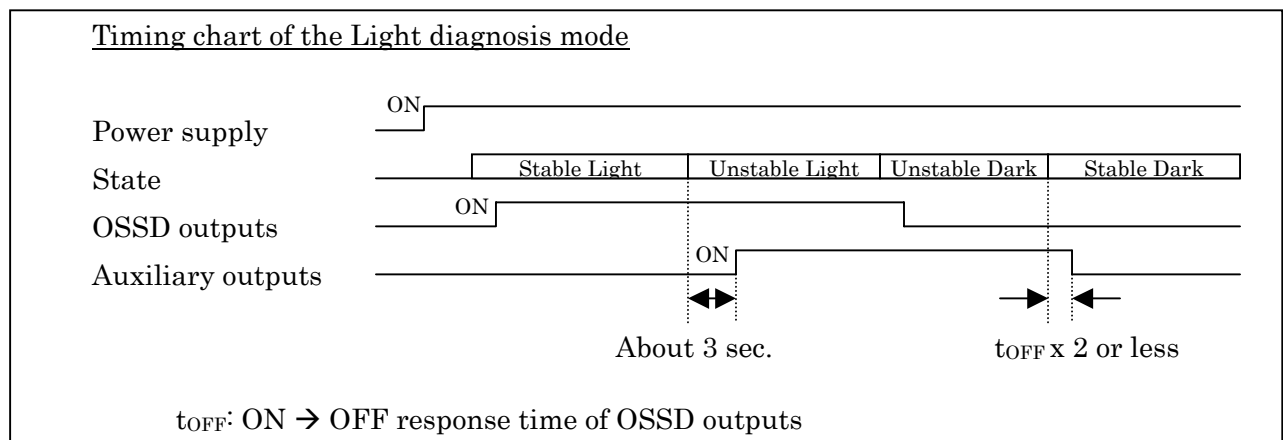 Timing chart of the Light diagnosis mode
ON
Power supply
State
Stable Light Unstable Light Unstable Dark Stable Dark
ON
OSSD outputs
ON
Auxiliary outputs
About 3 sec. tOFF x 2 or less
tOFF: ON → OFF response time of OSSD outputs